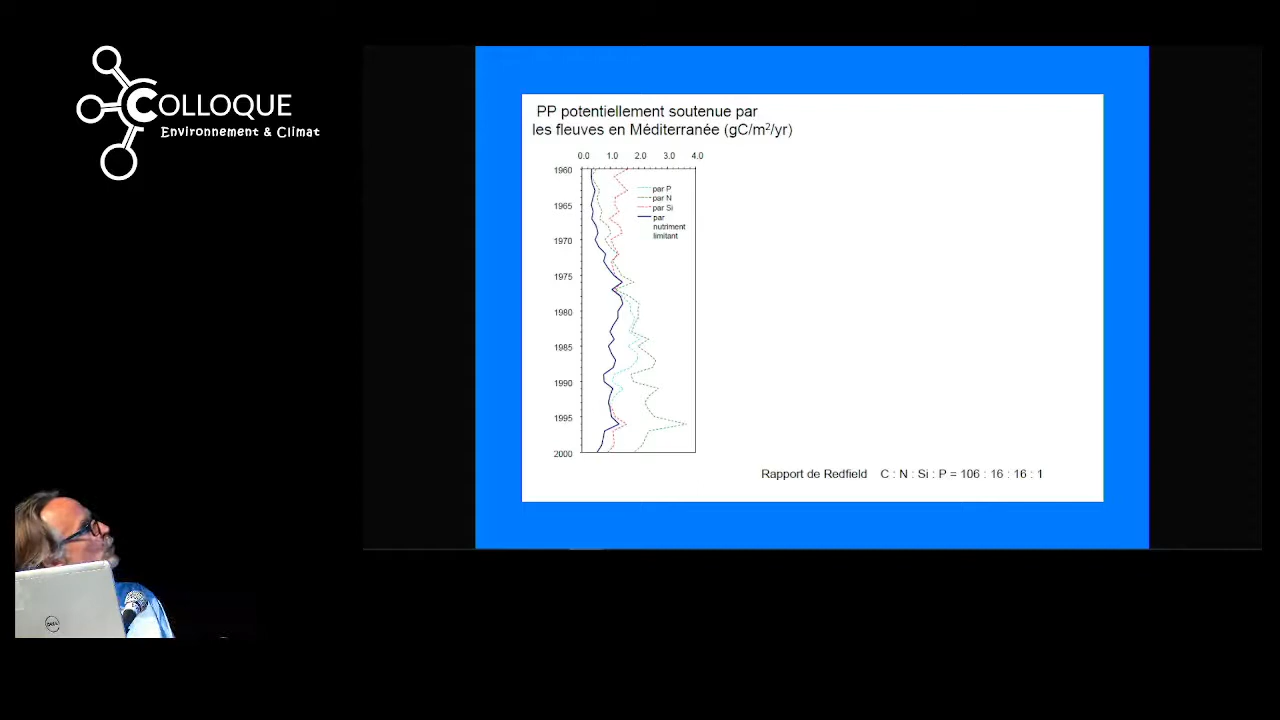 COLLOQUE
Environnement & Climat
PP potentiellement soutenue par
les fleuves en Méditerranée (gC/m²/yr)
0.0 1.0 2.0 3.0 4.0
1960
1965
1970
1975
1980
1985
1990
1995
2000
par P
par N
par Si
par
nutriment
limitant
Rapport de Redfield C : N : Si : P = 106 : 16 : 16 : 1
DELL